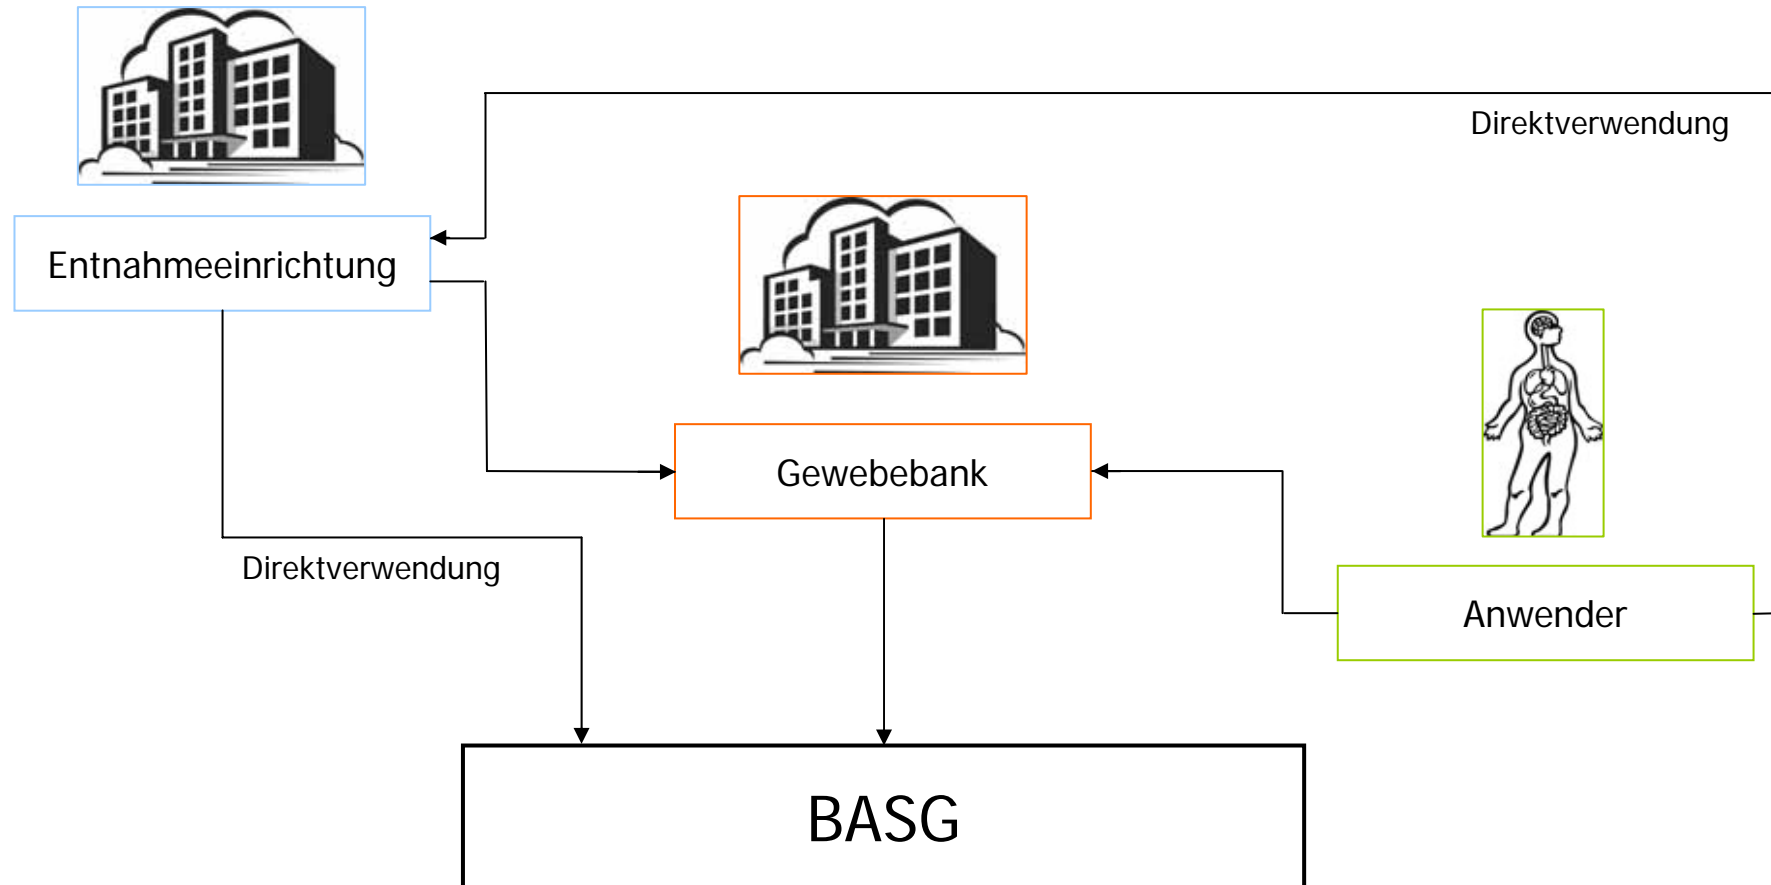 Direktverwendung
Entnahmeeinrichtung
Gewebebank
Direktverwendung
Anwender
BASG